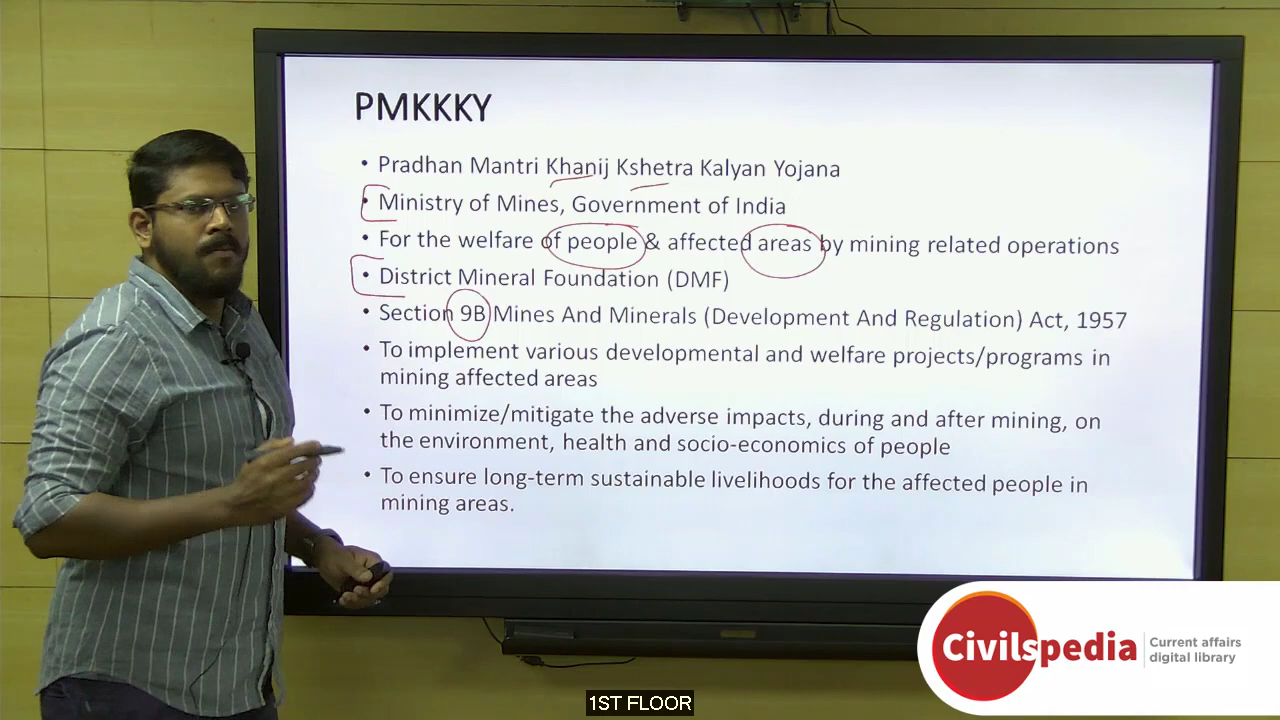 PMKKKY
• Pradhan Mantri Khanij Kshetra Kalyan Yojana
• Ministry of Mines, Government of India
• For the welfare of people & affected areas by mining related operations
• District Mineral Foundation (DMF)
• Section 9B Mines And Minerals (Development And Regulation) Act, 1957
• To implement various developmental and welfare projects/programs in
mining affected areas
• To minimize/mitigate the adverse impacts, during and after mining, on
the environment, health and socio-economics of people
• To ensure long-term sustainable livelihoods for the affected people in
mining areas.
Civilspedia
Current affairs
digital library
1ST FLOOR